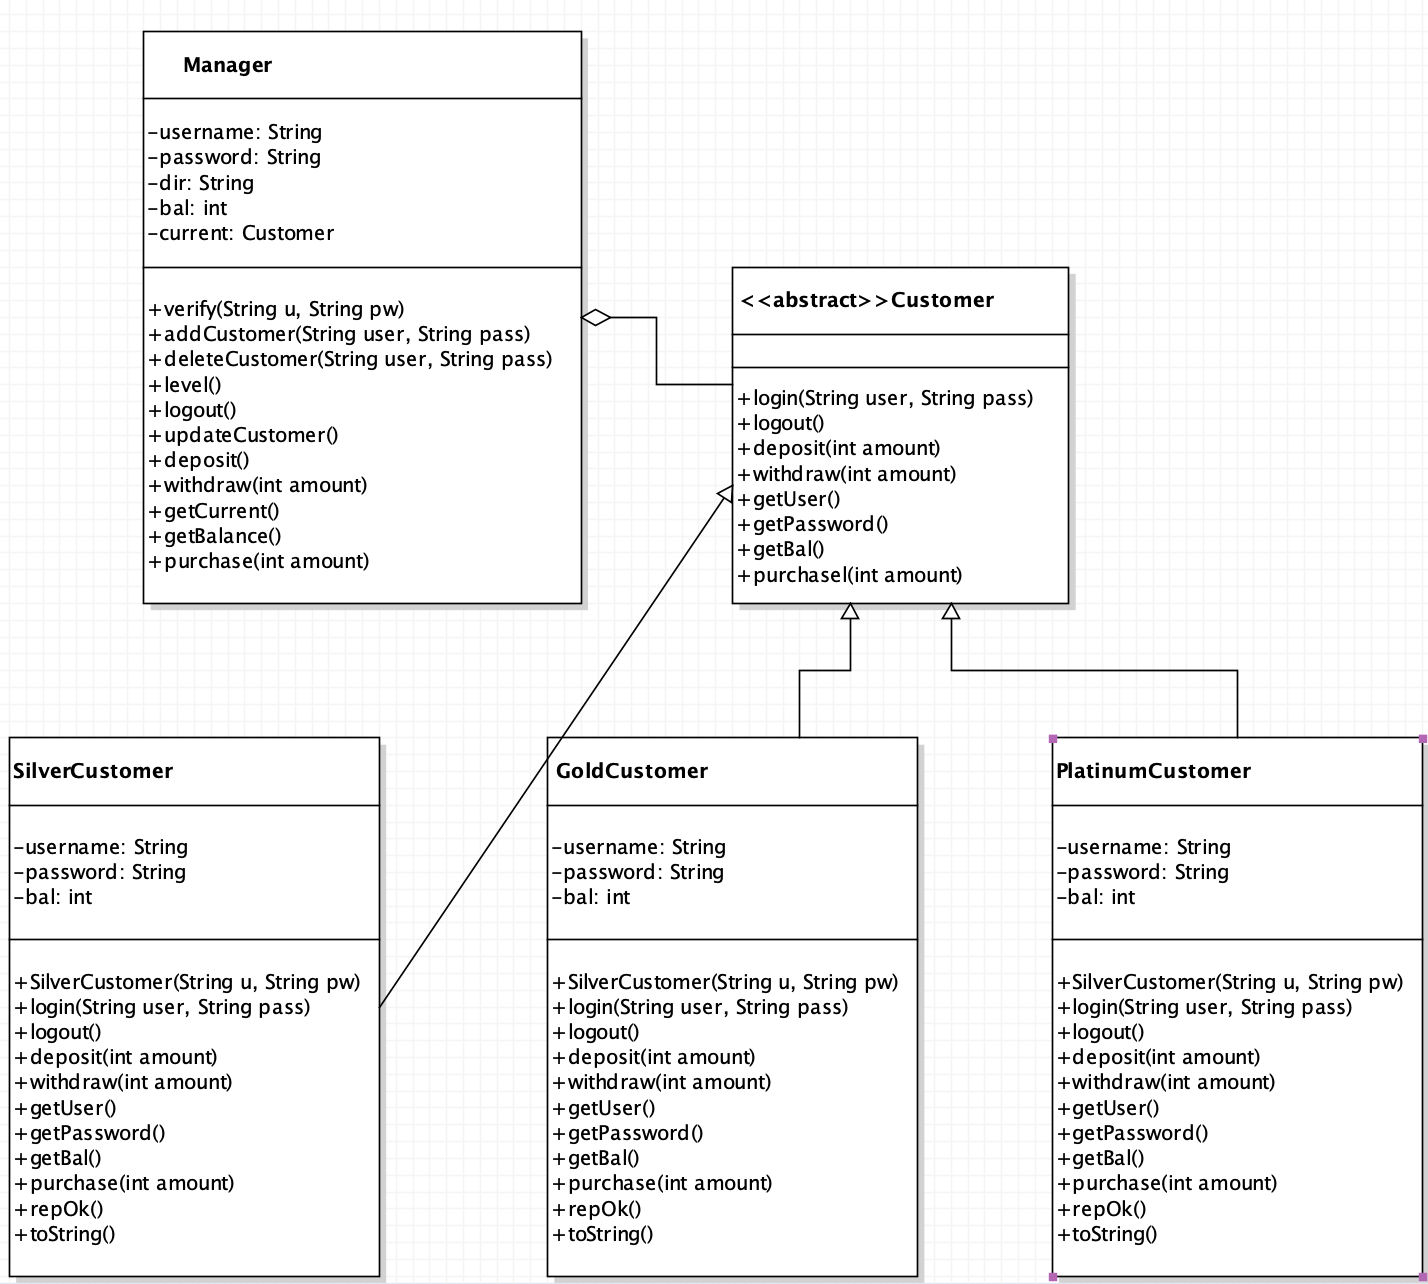 Manager
-username: String
-password: String
-dir: String
-bal: int
-current: Customer
+verify(String u, String pw)
+addCustomer(String user, String pass)
+deleteCustomer(String user, String pass)
+level()
+logout()
+updateCustomer()
+deposit()
+withdraw(int amount)
+getCurrent()
+getBalance()
+purchase(int amount)
<<abstract>>Customer
+login(String user, String pass)
+logout()
+deposit(int amount)
+withdraw(int amount)
+getUser()
+getPassword()
+getBal()
+purchasel(int amount)
SilverCustomer
-username: String
-password: String
-bal: int
+SilverCustomer(String u, String pw)
+login(String user, String pass)
+logout()
+deposit(int amount)
+withdraw(int amount)
+getUser()
+getPassword()
+getBal()
+purchase(int amount)
+repOk()
+toString()
GoldCustomer
-username: String
-password: String
-bal: int
+SilverCustomer(String u, String pw)
+login(String user, String pass)
+logout()
+deposit(int amount)
+withdraw(int amount)
+getUser()
+getPassword()
+getBal()
+purchase(int amount)
+repOk()
+toString()
PlatinumCustomer
-username: String
-password: String
-bal: int
+SilverCustomer(String u, String pw)
+login(String user, String pass)
+logout()
+deposit(int amount)
+withdraw(int amount)
+getUser()
+getPassword()
+getBal()
+purchase(int amount)
+repOk()
+toString()